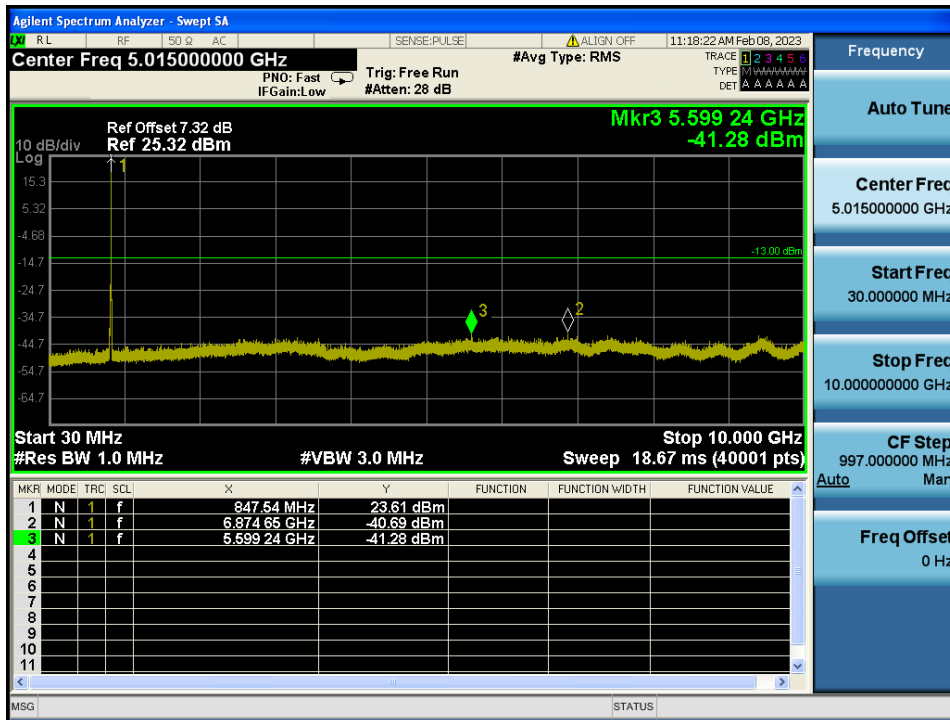 Agilent Spectrum Analyzer - Swept SA
LXI RL RF 50 Ω AC SENSE:PULSE ALIGN OFF 11:18:22 AM Feb 08, 2023
Center Freq 5.015000000 GHz
PNO: Fast
IFGain:Low
Trig: Free Run
#Atten: 28 dB
#Avg Type: RMS
TRACE 1 2 3 4 5 6
TYPE M
DET A A A A A A
Mkr3 5.599 24 GHz
-41.28 dBm
Ref Offset 7.32 dB
10 dB/div Ref 25.32 dBm
Log
15.3
5.32
-4.68
-14.7
-24.7
-34.7
-44.7
-54.7
-64.7
1
-13.00 dBm
3
2
Start 30 MHz Stop 10.000 GHz
#Res BW 1.0 MHz #VBW 3.0 MHz Sweep 18.67 ms (40001 pts)
MKR MODE TRC SCL X Y FUNCTION FUNCTION WIDTH FUNCTION VALUE
1 N 1 f 847.54 MHz 23.61 dBm
2 N 1 f 6.874 65 GHz -40.69 dBm
3 N 1 f 5.599 24 GHz -41.28 dBm
4
5
6
7
8
9
10
11
MSG STATUS
Frequency
Auto Tune
Center Freq
5.015000000 GHz
Start Freq
30.000000 MHz
Stop Freq
10.000000000 GHz
CF Step
997.000000 MHz
Auto Man
Freq Offset
0 Hz